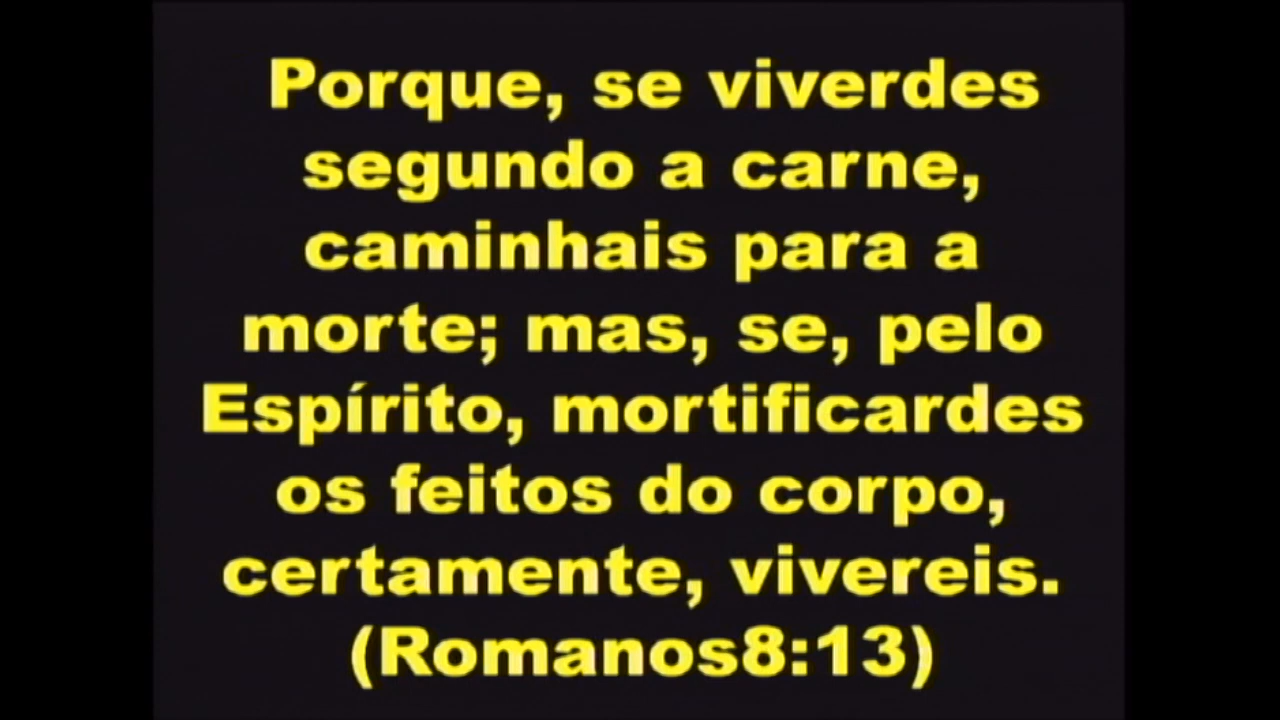 Porque, se viverdes
segundo a carne,
caminhais para a
morte; mas, se, pelo
Espírito, mortificardes
os feitos do corpo,
certamente, vivereis.
(Romanos8:13)